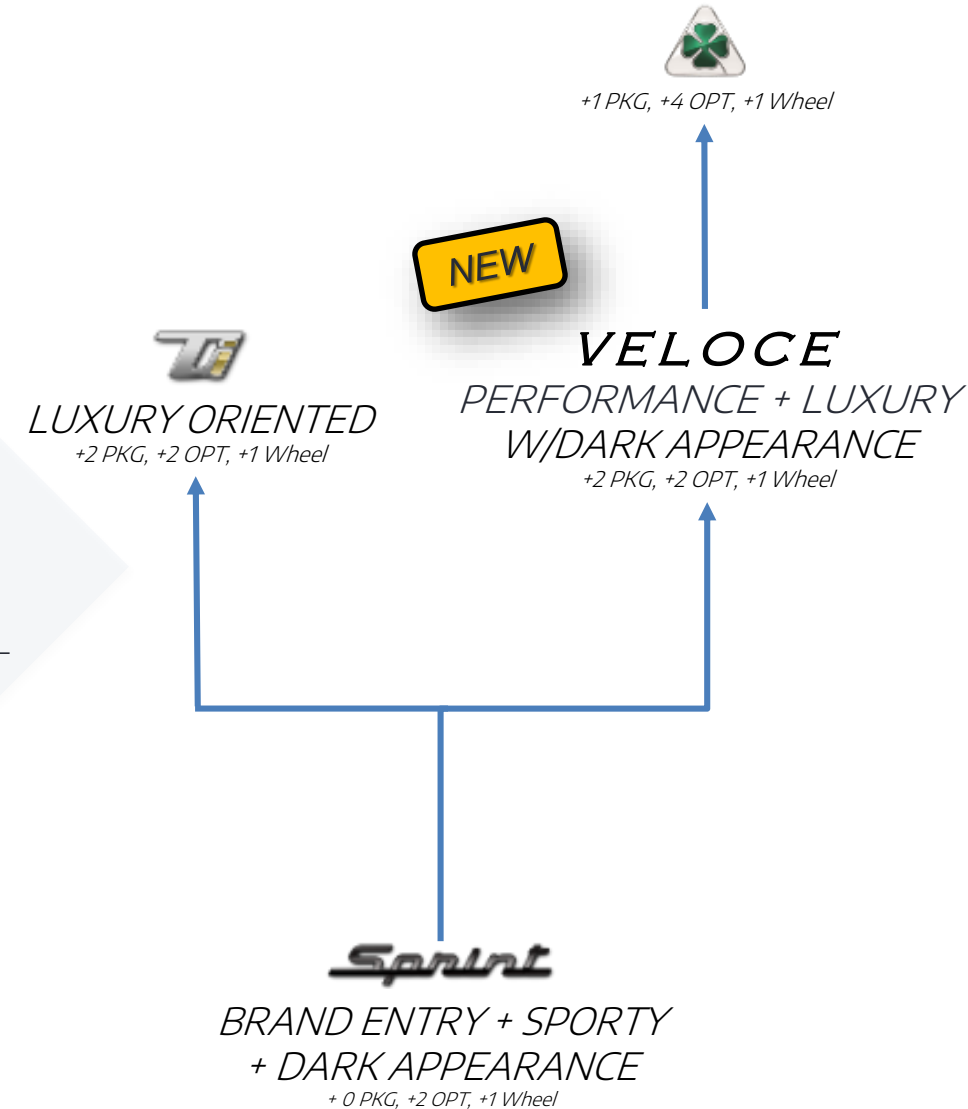 +1 PKG, +4 OPT, +1 Wheel
NEW
Ti
LUXURY ORIENTED
+2 PKG, +2 OPT, +1 Wheel
VELOCE
PERFORMANCE + LUXURY
W/DARK APPEARANCE
+2 PKG, +2 OPT, +1 Wheel
Sprint
BRAND ENTRY + SPORTY
+ DARK APPEARANCE
+ 0 PKG, +2 OPT, +1 Wheel